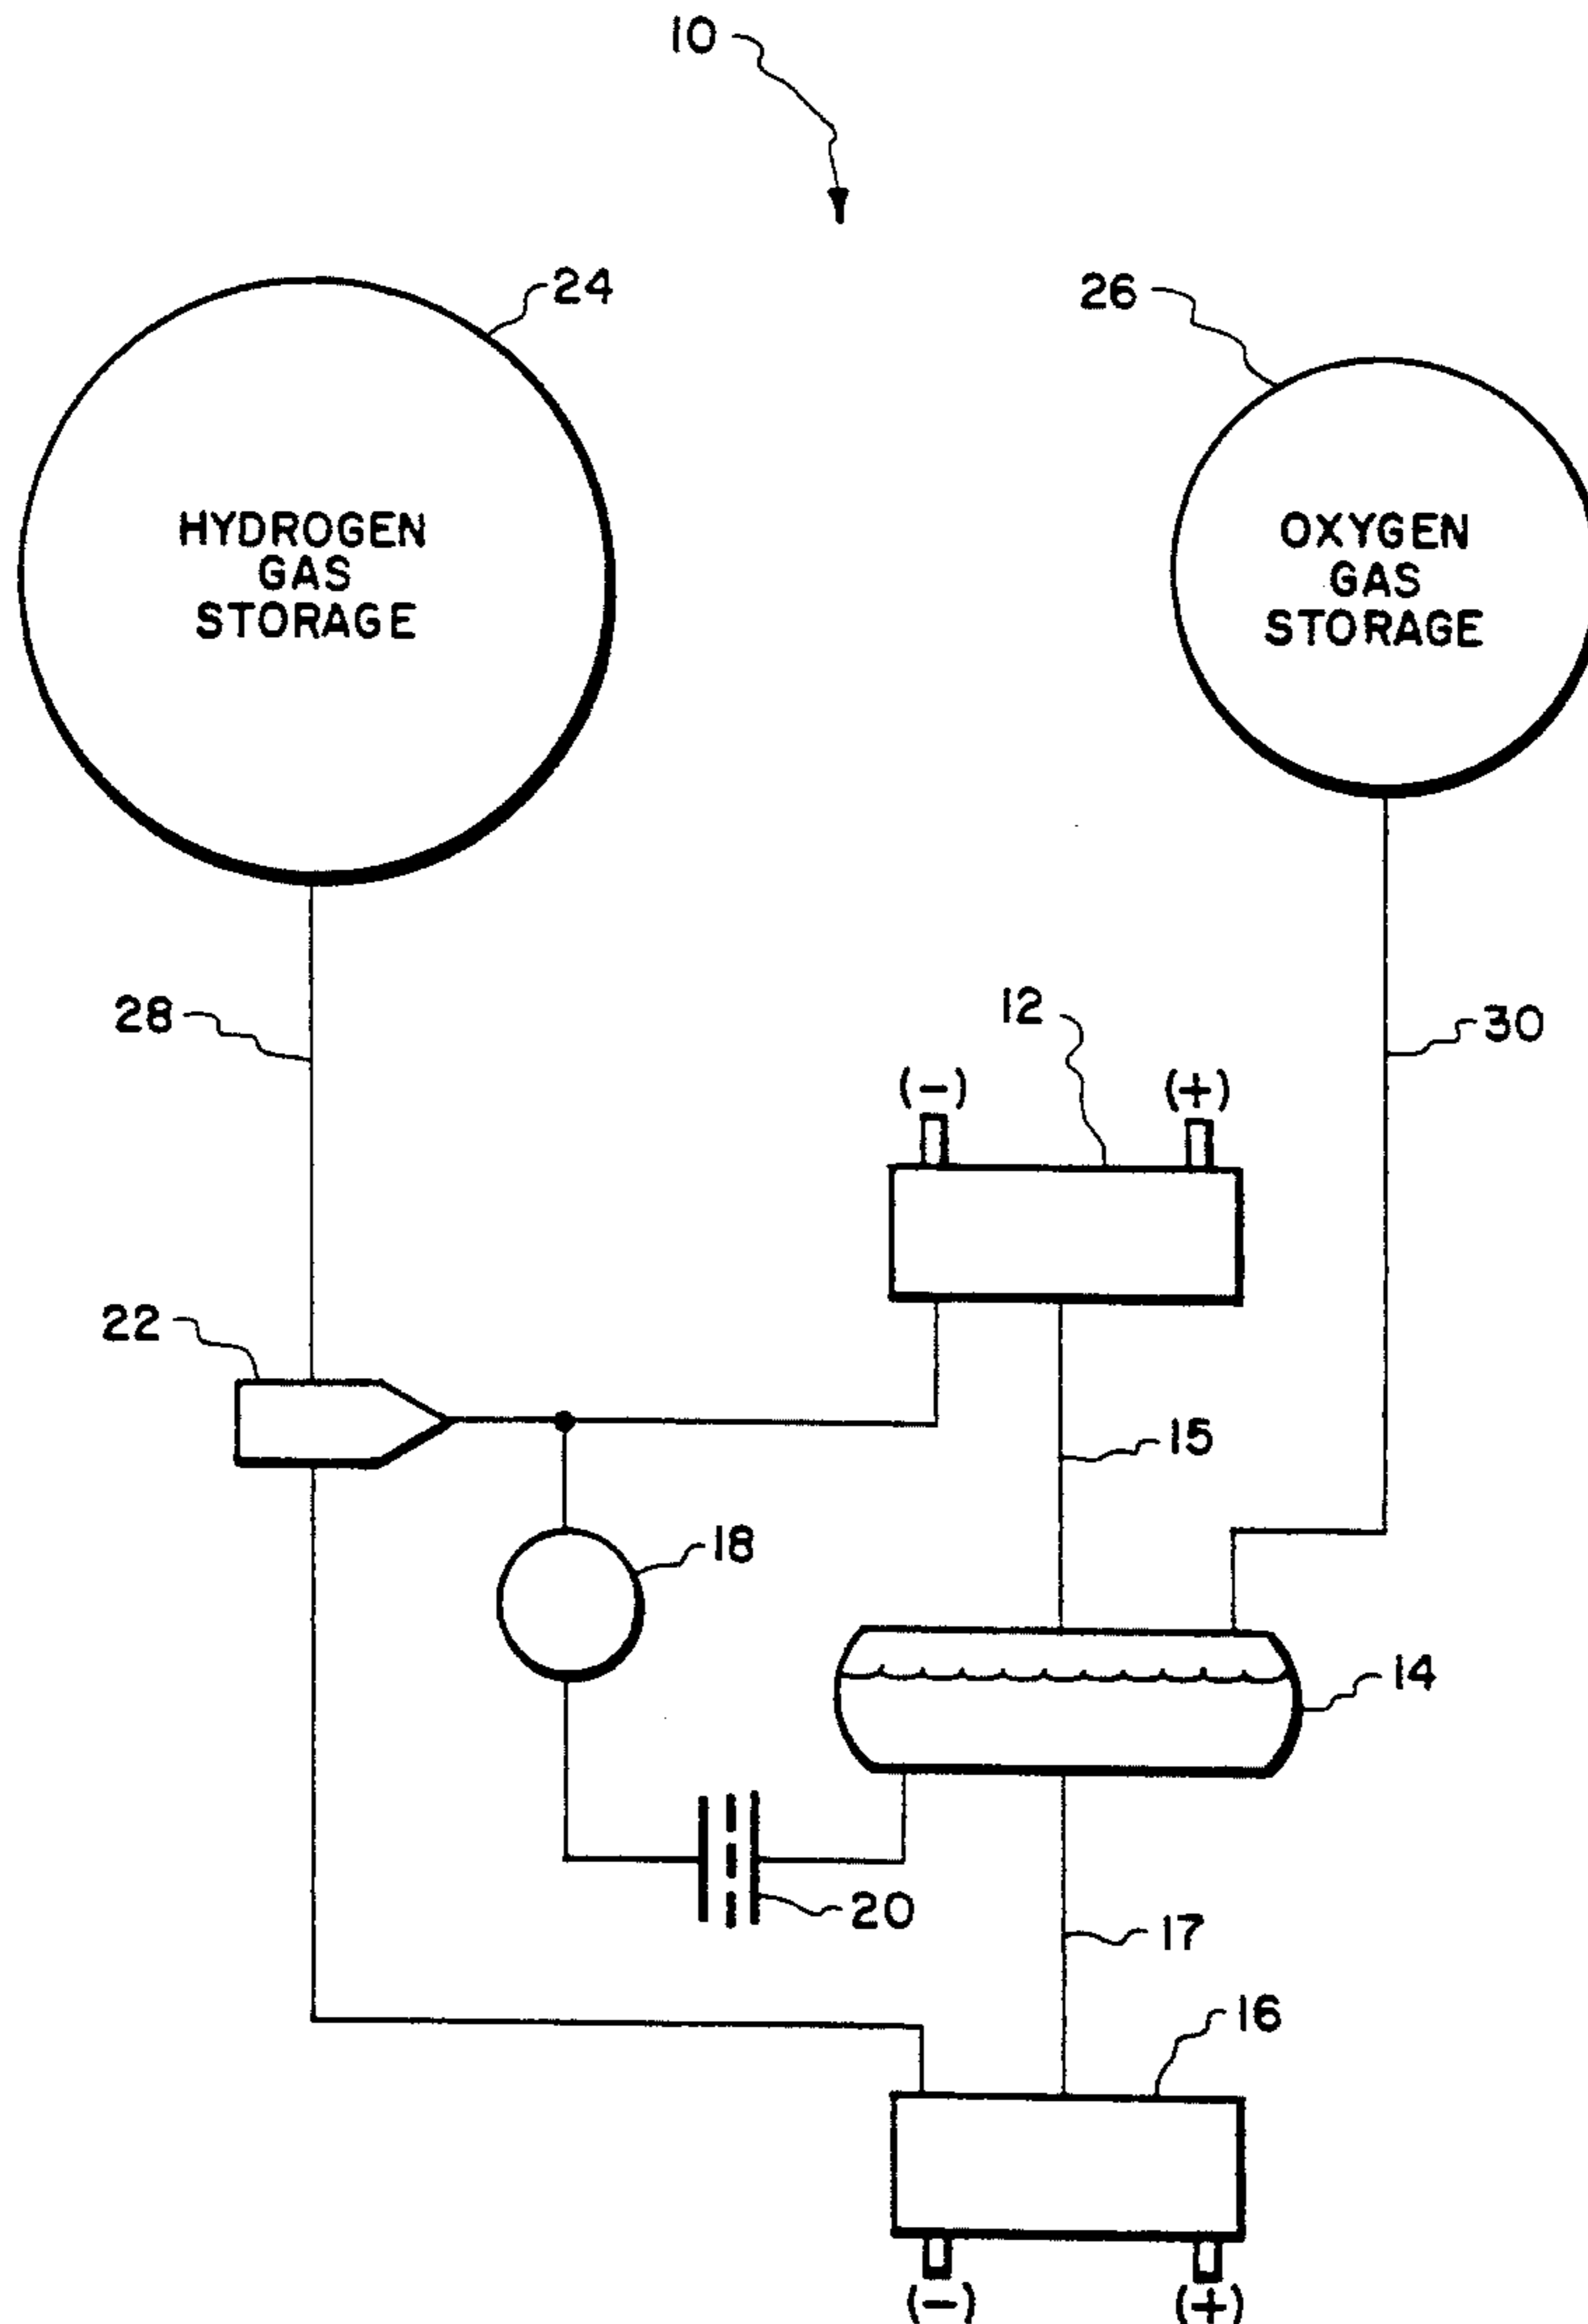 10
24
26
HYDROGEN
GAS
STORAGE
OXYGEN
GAS
STORAGE
28
12
30
(-)
(+)
22
15
18
14
20
17
16
(-)
(+)